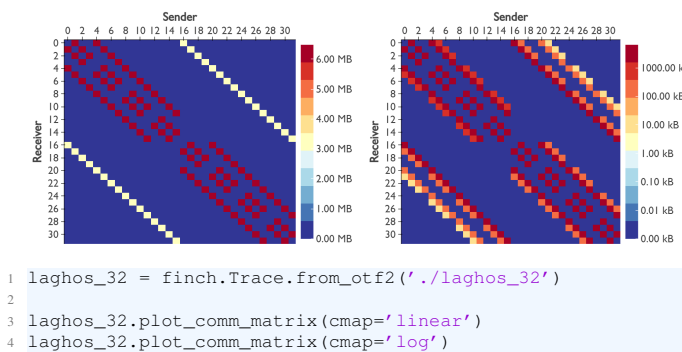 Sender
Sender
0 2 4 6 8 10 12 14 16 18 20 22 24 26 28 30
0 2 4 6 8 10 12 14 16 18 20 22 24 26 28 30
Receiver
0
1
4
6
8
10
11
14
16
18
20
22
24
26
28
30
6.00 MB
5.00 MB
4.00 MB
3.00 MB
2.00 MB
1.00 MB
0.00 MB
Receiver
0
1
4
6
8
10
11
14
16
18
20
22
24
26
28
30
1000.00 k
100.00 kB
10.00 kB
1.00 kB
0.10 kB
0.01 kB
0.00 kB
1 laghos_32 = finch.Trace.from_otf2('./laghos_32')
2
3 laghos_32.plot_comm_matrix(cmap='linear')
4 laghos_32.plot_comm_matrix(cmap='log')